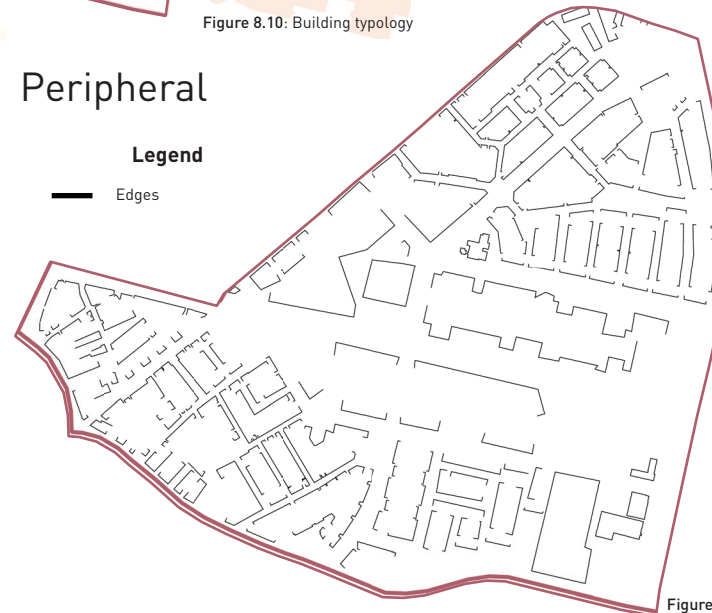 Figure 8.10: Building typology
Peripheral
Legend
Edges
Figure